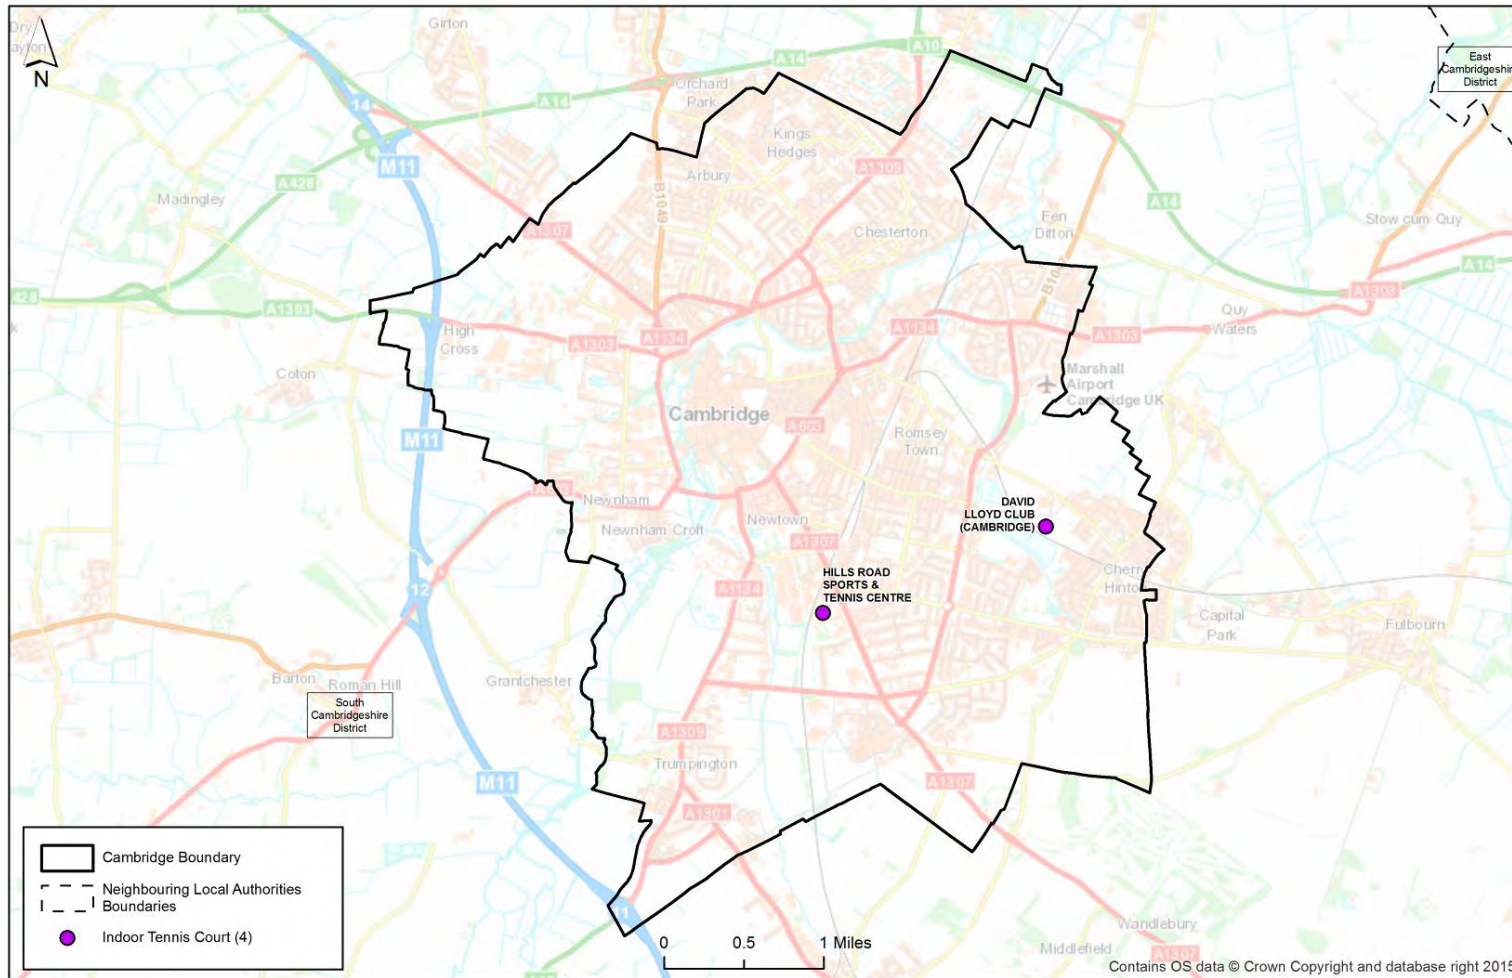 Dry
N
Girton
A10
A14
East
Cambridgeshire
District
Orchard
Park
14
A14
Kings
Hedges
M11
A1309
Arbury
A428
B1049
Madingley
A14
Stow cum Quy
Fen
Ditton
A1307
Chesterton
A14
428
A1303
A1303
Quy
Waters
High
Cross
A1303
A1134
A1134
A1303
Coton
Marshall
Airport
Cambridge UK
Cambridge
A603
Romsey
Town
M11
Newnham
Newnham Croft
Newtown
DAVID
LLOYD CLUB
(CAMBRIDGE)
A1307
HILLS ROAD
SPORTS &
TENNIS CENTRE
A1134
12
Cherry
Hinton
Capital
Park
Fulbourn
Barton
Roman Hill
Grantchester
South
Cambridgeshire
District
A1309
Trumpington
M11
A1307
A1301
Cambridge Boundary
Neighbouring Local Authorities
Boundaries
Indoor Tennis Court (4)
11
0 0.5 1 Miles
Wandlebury
Middlefield
A1307
Contains OS data © Crown Copyright and database right 201